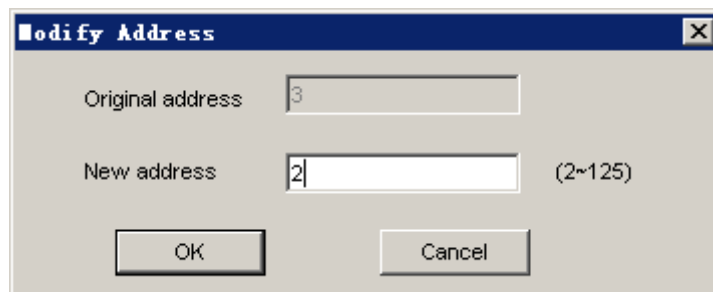 Modify Address
Original address 3
New address 2 (2~125)
OK Cancel